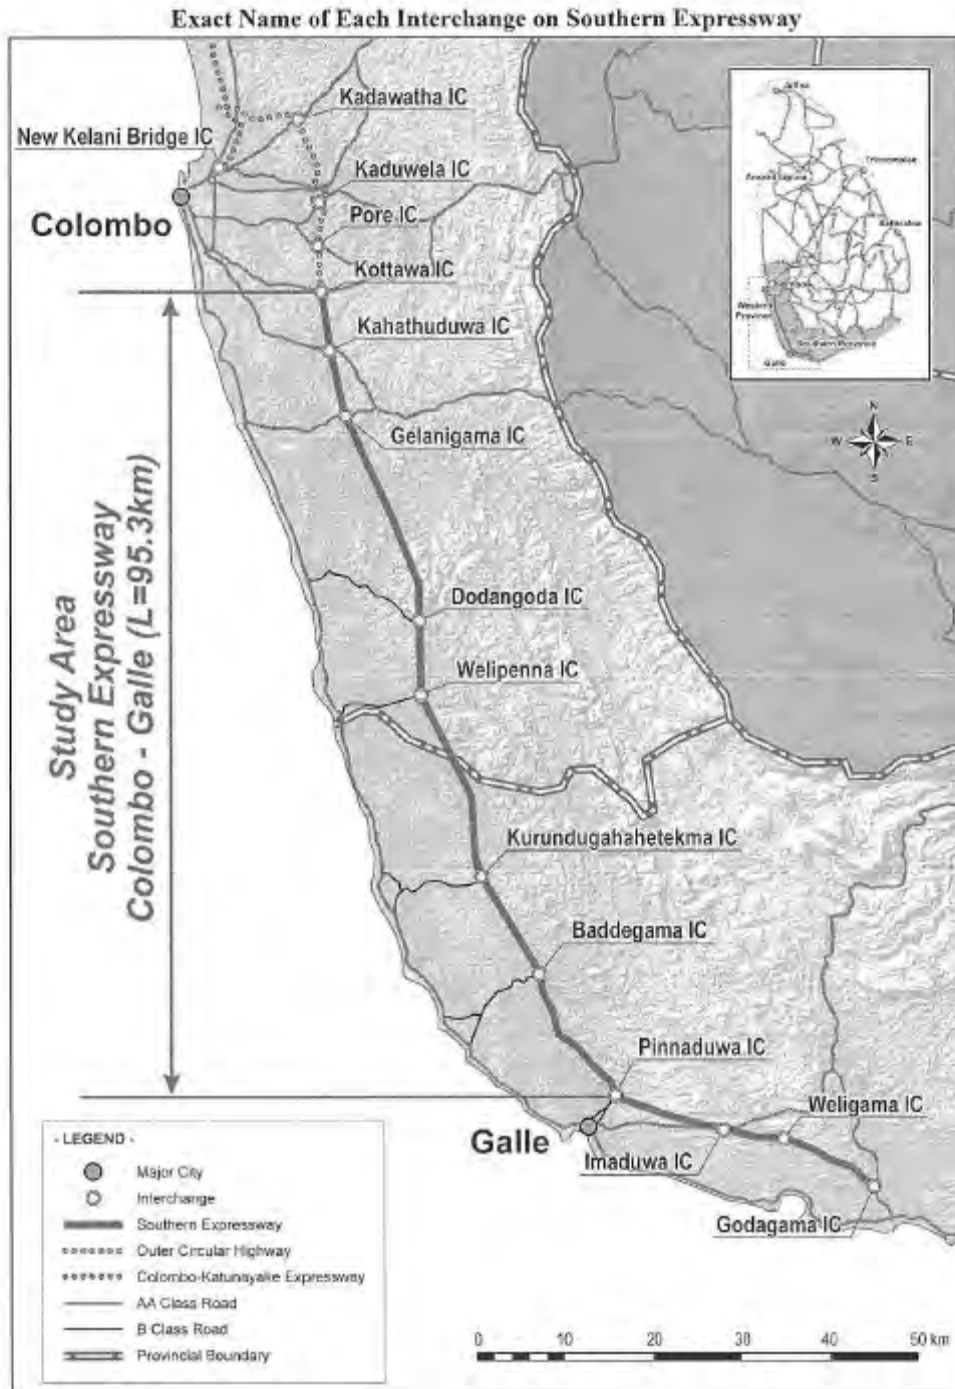 Exact Name of Each Interchange on Southern Expressway
Kadawatha IC
New Kelani Bridge IC
Kaduwela IC
Colombo
Pore IC
Kottawa IC
Kahathuduwa IC
Gelanigama IC
Study Area
Southern Expressway
Colombo - Galle (L=95.3km)
Dodangoda IC
Welipenna IC
Kurundugahahetekma IC
Baddegama IC
Pinnaduwa IC
Weligama IC
Galle
Imaduwa IC
Godagama IC
N
W
E
S
Western
Province
Galle
- LEGEND -
Major City
Interchange
Southern Expressway
Outer Circular Highway
Colombo-Katunayake Expressway
AA Class Road
B Class Road
Provincial Boundary
0 10 20 30 40 50 km